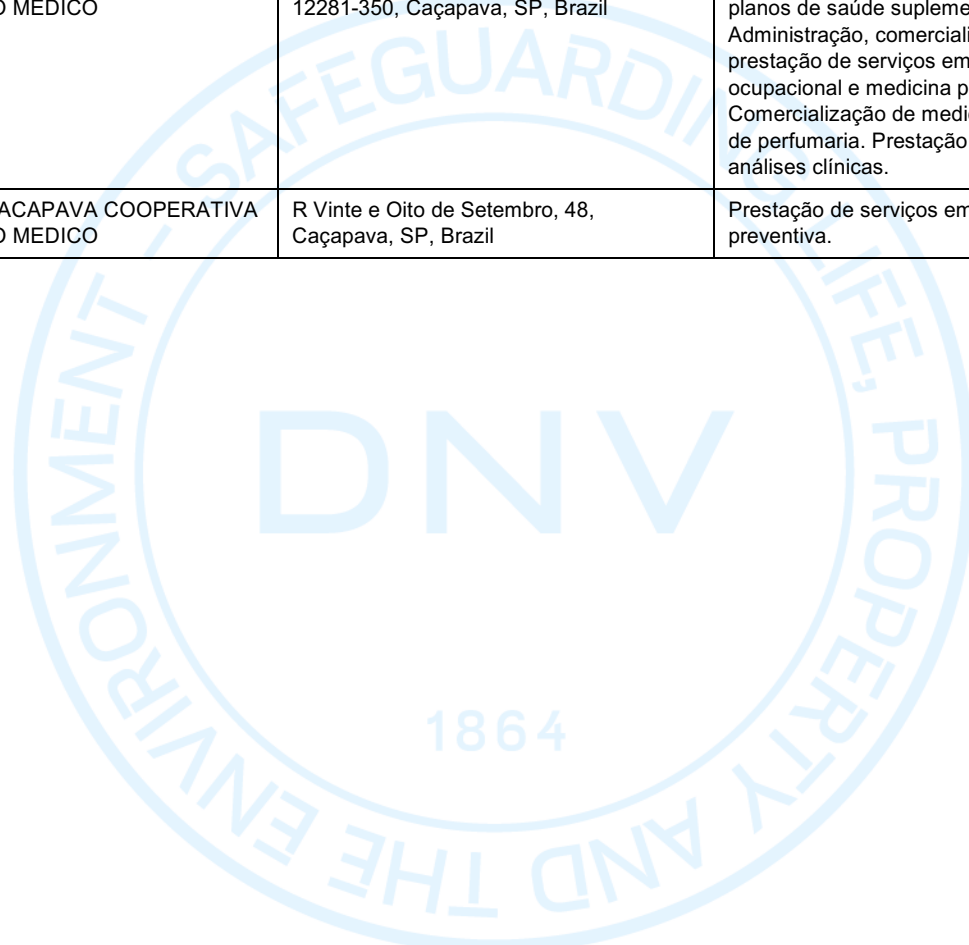 O MEDICO
12281-350, Caçapava, SP, Brazil
planos de saúde supleme
Administração, comerciali
prestação de serviços em
ocupacional e medicina p
Comercialização de medi
de perfumaria. Prestação
análises clínicas.
ACAPAVA COOPERATIVA
O MEDICO
R Vinte e Oito de Setembro, 48,
Caçapava, SP, Brazil
Prestação de serviços em
preventiva.
SAFEGUARDING LIFE, PROPERTY AND THE ENVIRONMENT -
DNV
1864